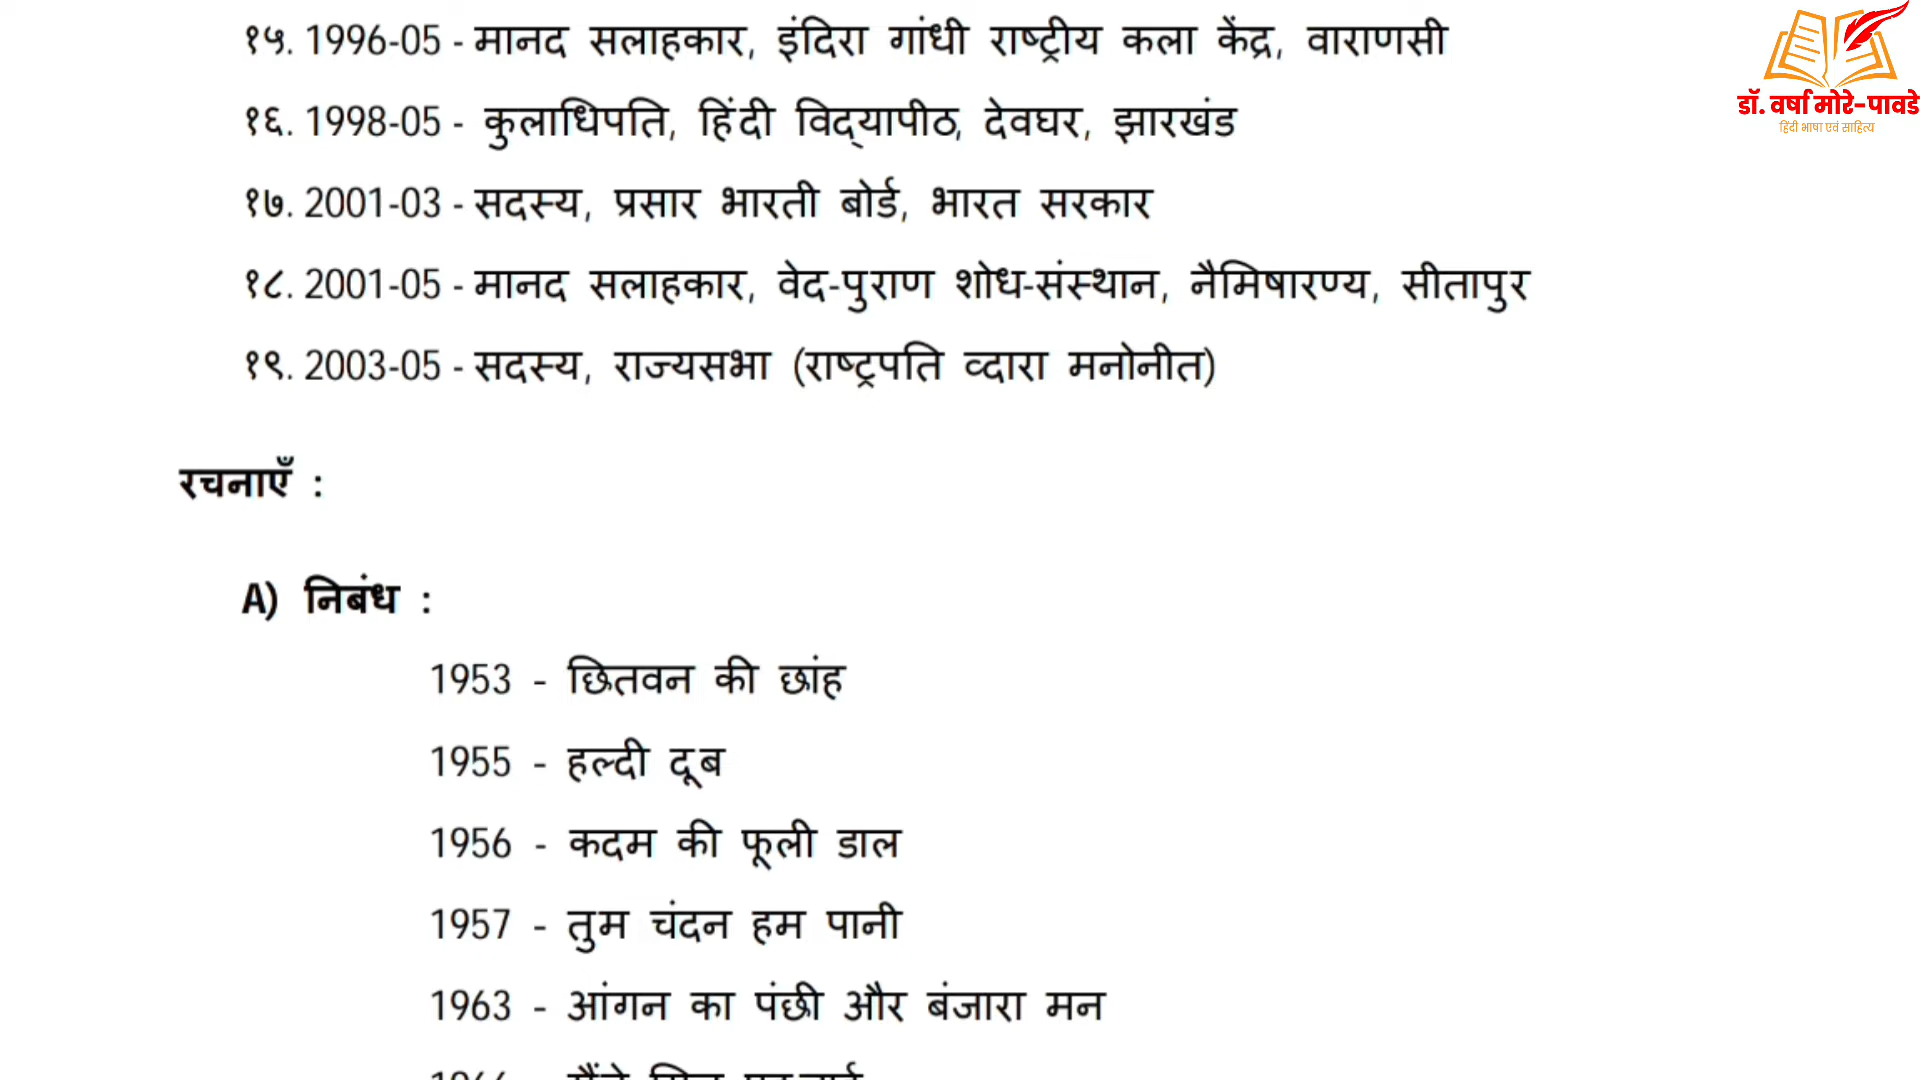 १५. 1996-05 - मानद सलाहकार, इंदिरा गांधी राष्ट्रीय कला केंद्र, वाराणसी
१६. 1998-05 - कुलाधिपति, हिंदी विद्‌यापीठ, देवघर, झारखंड
१७. 2001-03 - सदस्य, प्रसार भारती बोर्ड, भारत सरकार
१८. 2001-05 - मानद सलाहकार, वेद-पुराण शोध-संस्थान, नैमिषारण्य, सीतापुर
१९. 2003-05 - सदस्य, राज्यसभा (राष्ट्रपति व्दारा मनोनीत)
रचनाएँ :
A) निबंध :
1953 - छितवन की छांह
1955 - हल्दी दूब
1956 - कदम की फूली डाल
1957 - तुम चंदन हम पानी
1963 - आंगन का पंछी और बंजारा मन
डॉ. वर्षा मोरे-पावडे
हिंदी भाषा एवं साहित्य